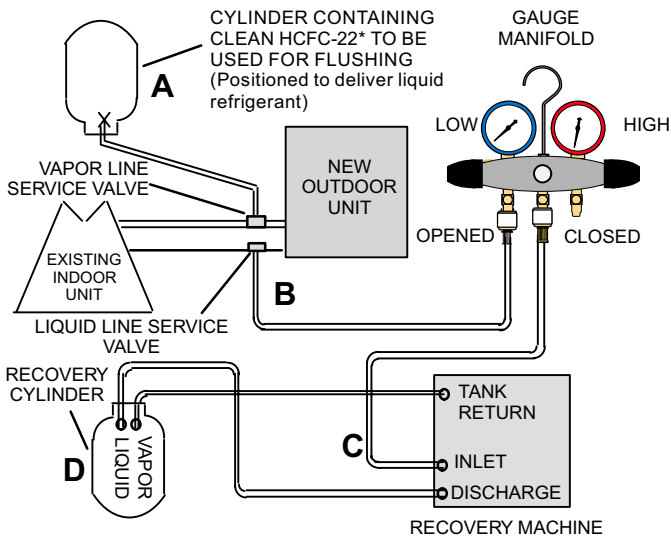 CYLINDER CONTAINING
CLEAN HCFC-22* TO BE
USED FOR FLUSHING
(Positioned to deliver liquid
refrigerant)
A
GAUGE
MANIFOLD
LOW
HIGH
VAPOR LINE
SERVICE VALVE
NEW
OUTDOOR
UNIT
OPENED
CLOSED
EXISTING
INDOOR
UNIT
B
LIQUID LINE SERVICE
VALVE
RECOVERY
CYLINDER
TANK
RETURN
C
D
LIQUID
VAPOR
INLET
DISCHARGE
RECOVERY MACHINE